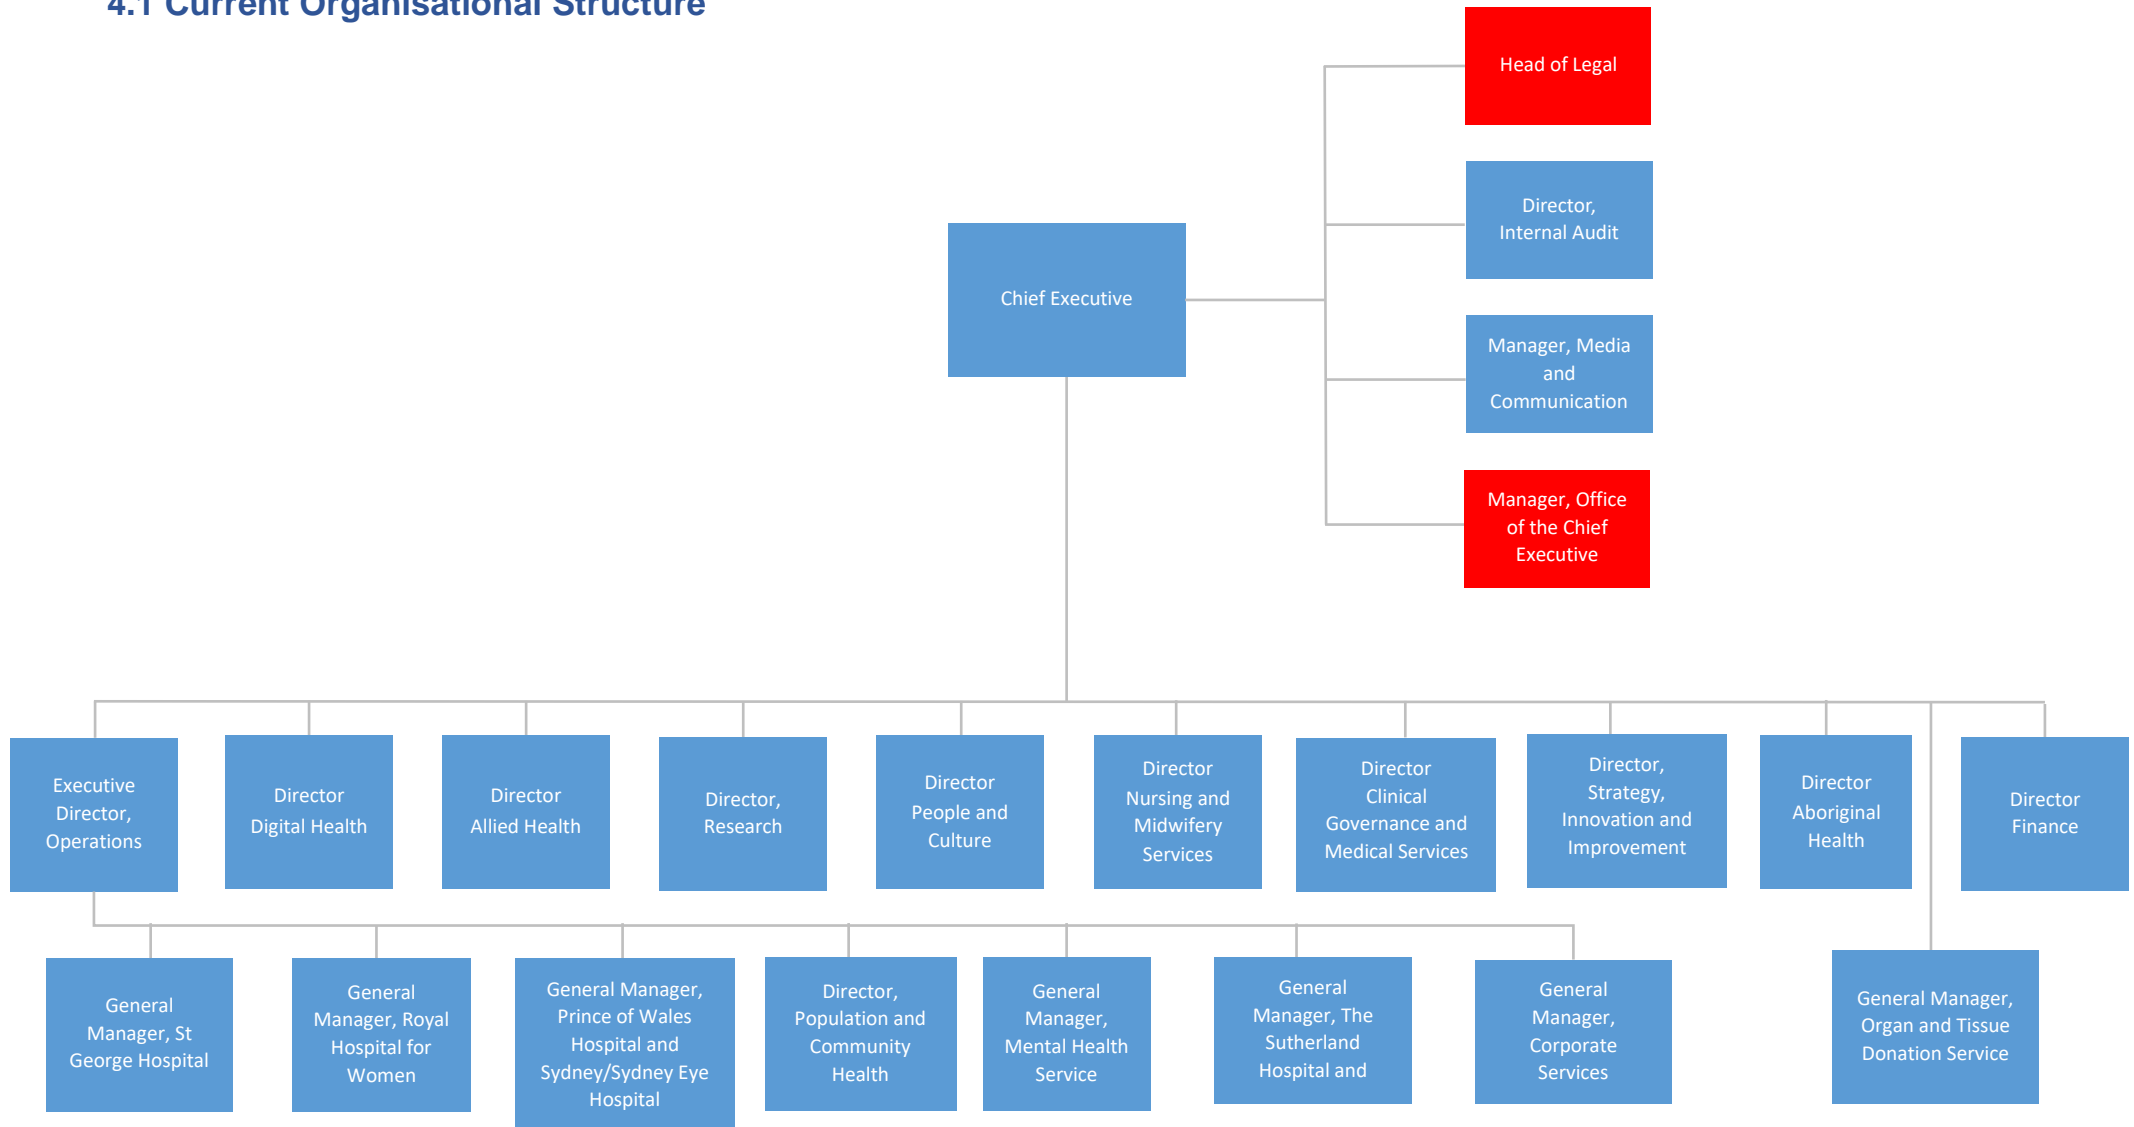 4.1 Current Organisational Structure
Head of Legal
Director,
Internal Audit
Chief Executive
Manager, Media
and
Communication
Manager, Office
of the Chief
Executive
Executive
Director,
Operations
Director
Digital Health
Director
Allied Health
Director,
Research
Director
People and
Culture
Director
Nursing and
Midwifery
Services
Director
Clinical
Governance and
Medical Services
Director,
Strategy,
Innovation and
Improvement
Director
Aboriginal
Health
Director
Finance
General
Manager, St
George Hospital
General
Manager, Royal
Hospital for
Women
General Manager,
Prince of Wales
Hospital and
Sydney/Sydney Eye
Hospital
Director,
Population and
Community
Health
General
Manager,
Mental Health
Service
General
Manager, The
Sutherland
Hospital and
General
Manager,
Corporate
Services
General Manager,
Organ and Tissue
Donation Service